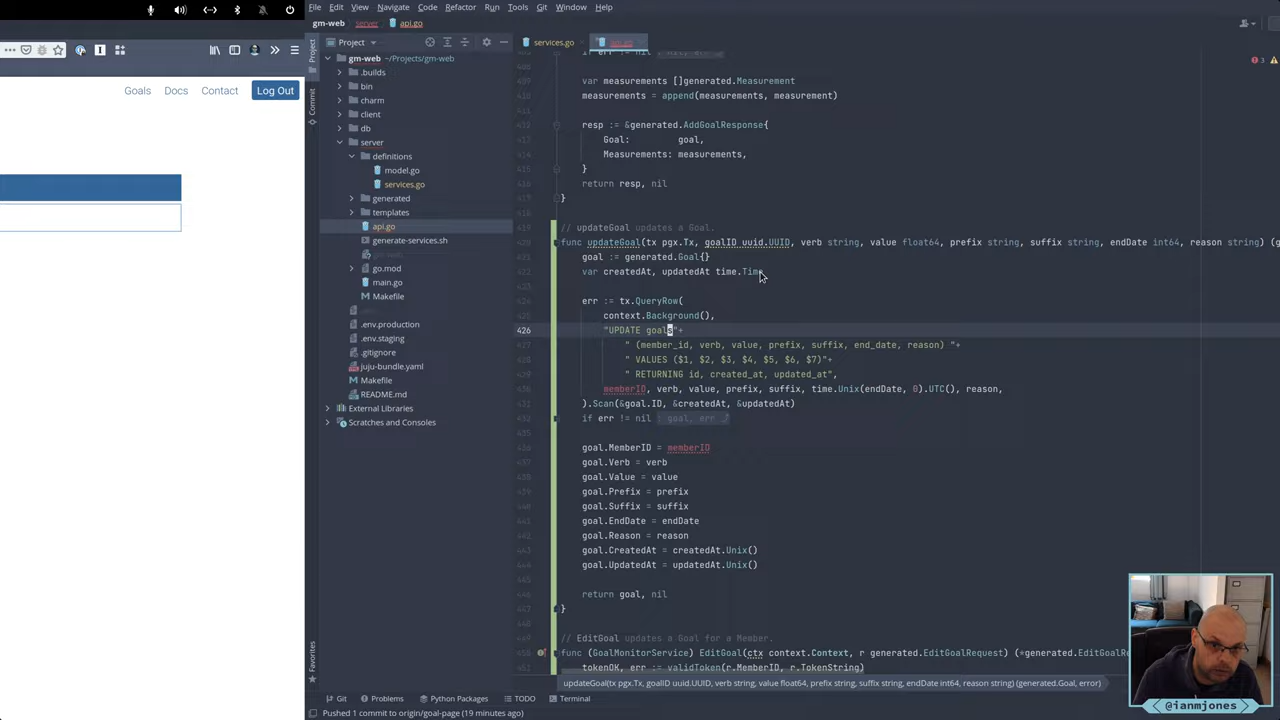 File Edit View Navigate Code Refactor Run Tools Git Window Help
gm-web server api.go
Project services.go api.go
Project
Commit
Favorites
Goals Docs Contact Log Out
gm-web ~/Projects/gm-web
.builds
bin
charm
client
db
server
definitions
model.go
services.go
generated
templates
api.go
generate-services.sh
go.mod
main.go
Makefile
.env.production
.env.staging
.gitignore
juju-bundle.yaml
Makefile
README.md
External Libraries
Scratches and Consoles
3
var measurements []generated.Measurement
measurements = append(measurements, measurement)
resp := &generated.AddGoalResponse{
Goal: goal,
Measurements: measurements,
}
return resp, nil
}
// updateGoal updates a Goal.
func updateGoal(tx pgx.Tx, goalID uuid.UUID, verb string, value float64, prefix string, suffix string, endDate int64, reason string) (g
goal := generated.Goal{}
var createdAt, updatedAt time.Time
err := tx.QueryRow(
context.Background(),
426 "UPDATE goals"+
" (member_id, verb, value, prefix, suffix, end_date, reason) "+
" VALUES ($1, $2, $3, $4, $5, $6, $7)"+
" RETURNING id, created_at, updated_at",
memberID, verb, value, prefix, suffix, time.Unix(endDate, 0).UTC(), reason,
).Scan(&goal.ID, &createdAt, &updatedAt)
if err != nil : goal, err
goal.MemberID = memberID
goal.Verb = verb
goal.Value = value
goal.Prefix = prefix
goal.Suffix = suffix
goal.EndDate = endDate
goal.Reason = reason
goal.CreatedAt = createdAt.Unix()
goal.UpdatedAt = updatedAt.Unix()
return goal, nil
}
// EditGoal updates a Goal for a Member.
func (GoalMonitorService) EditGoal(ctx context.Context, r generated.EditGoalRequest) (*generated.EditGoalR
tokenOK, err := validToken(r.MemberID, r.TokenString)
updateGoal(tx pgx.Tx, goalID uuid.UUID, verb string, value float64, prefix string, suffix string, endDate int64, reason string) (generated.Goal, error)
Git Problems Python Packages TODO Terminal
Pushed 1 commit to origin/goal-page (19 minutes ago)
@ianmjones